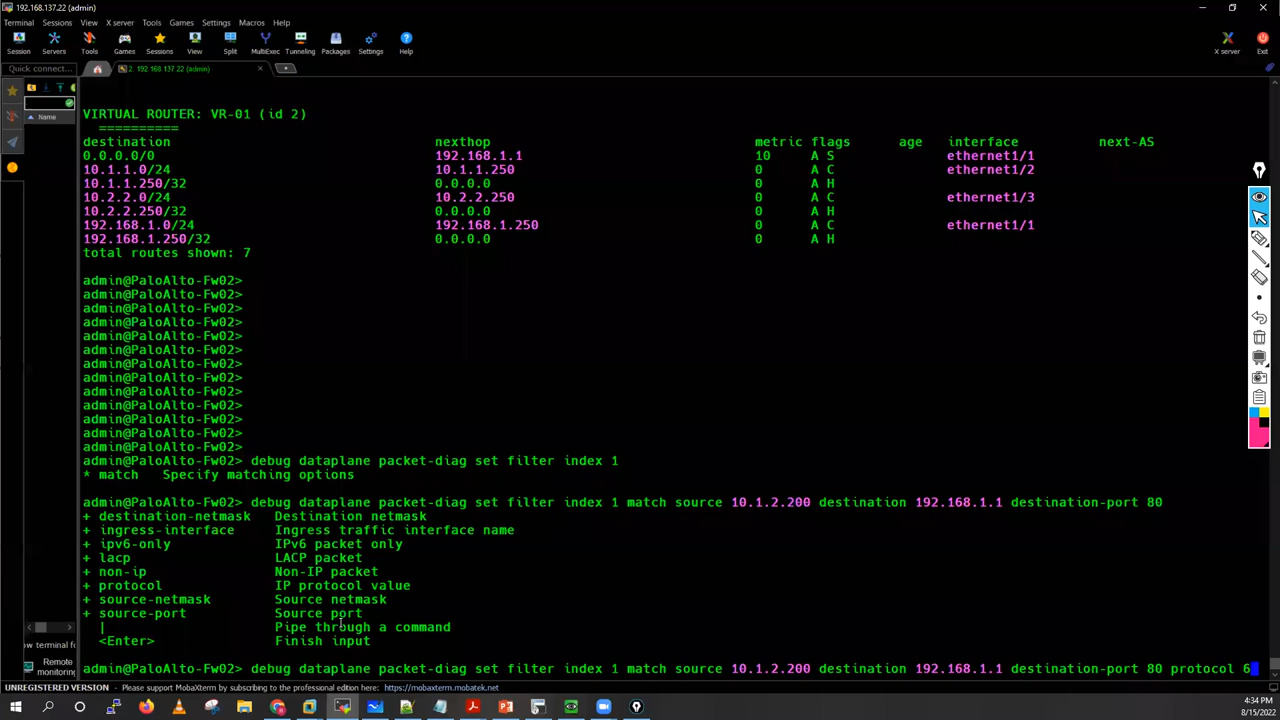 192.168.137.22 (admin)
Terminal Sessions View X server Tools Games Settings Macros Help
Session Servers Tools Games Sessions View Split MultiExec Tunneling Packages Settings Help X server Exit
Quick connect... 2. 192.168.137.22 (admin)
Name
VIRTUAL ROUTER: VR-01 (id 2)
==========
destination nexthop metric flags age interface next-AS
0.0.0.0/0 192.168.1.1 10 A S ethernet1/1
10.1.1.0/24 10.1.1.250 0 A C ethernet1/2
10.1.1.250/32 0.0.0.0 0 A H
10.2.2.0/24 10.2.2.250 0 A C ethernet1/3
10.2.2.250/32 0.0.0.0 0 A H
192.168.1.0/24 192.168.1.250 0 A C ethernet1/1
192.168.1.250/32 0.0.0.0 0 A H
total routes shown: 7
admin@PaloAlto-Fw02>
admin@PaloAlto-Fw02>
admin@PaloAlto-Fw02>
admin@PaloAlto-Fw02>
admin@PaloAlto-Fw02>
admin@PaloAlto-Fw02>
admin@PaloAlto-Fw02>
admin@PaloAlto-Fw02>
admin@PaloAlto-Fw02>
admin@PaloAlto-Fw02>
admin@PaloAlto-Fw02>
admin@PaloAlto-Fw02>
admin@PaloAlto-Fw02>
admin@PaloAlto-Fw02> debug dataplane packet-diag set filter index 1
* match Specify matching options
admin@PaloAlto-Fw02> debug dataplane packet-diag set filter index 1 match source 10.1.2.200 destination 192.168.1.1 destination-port 80
+ destination-netmask Destination netmask
+ ingress-interface Ingress traffic interface name
+ ipv6-only IPv6 packet only
+ lacp LACP packet
+ non-ip Non-IP packet
+ protocol IP protocol value
+ source-netmask Source netmask
+ source-port Source port
| Pipe through a command
<Enter> Finish input
ow terminal fo
Remote
monitoring
admin@PaloAlto-Fw02> debug dataplane packet-diag set filter index 1 match source 10.1.2.200 destination 192.168.1.1 destination-port 80 protocol 6
UNREGISTERED VERSION - Please support MobaXterm by subscribing to the professional edition here: https://mobaxterm.mobatek.net
4:34 PM
8/15/2022